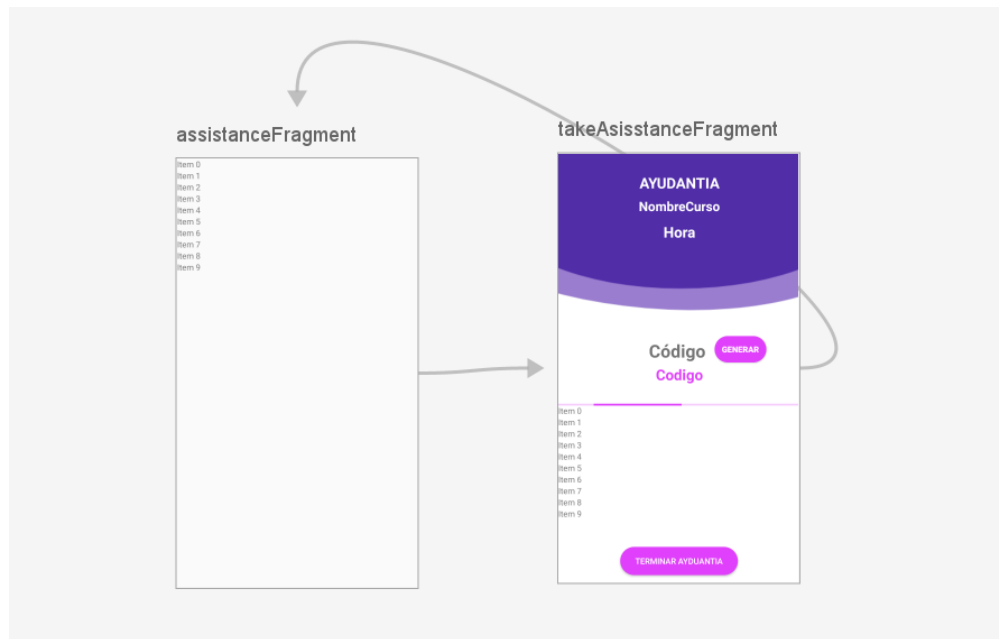 assistanceFragment
Item 0
Item 1
Item 2
Item 3
Item 4
Item 5
Item 6
Item 7
Item 8
Item 9
takeAsisstanceFragment
AYUDANTIA
NombreCurso
Hora
Código
GENERAR
Codigo
Item 0
Item 1
Item 2
Item 3
Item 4
Item 5
Item 6
Item 7
Item 8
Item 9
TERMINAR AYDUANTIA